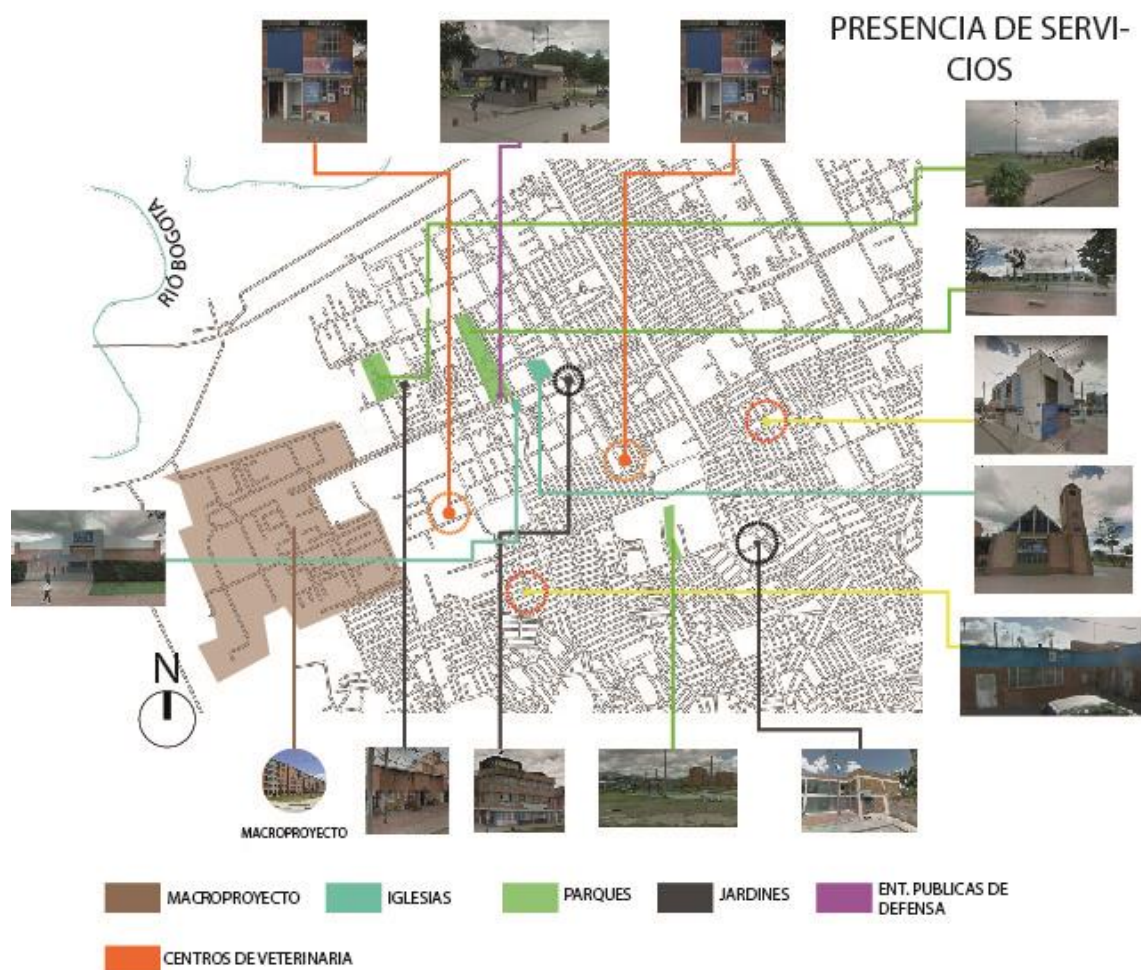 PRESENCIA DE SERVI-
CIOS
RIO BOGOTA
N
MACROPROYECTO
MACROPROYECTO
IGLESIAS
PARQUES
JARDINES
ENT. PUBLICAS DE
DEFENSA
CENTROS DE VETERINARIA